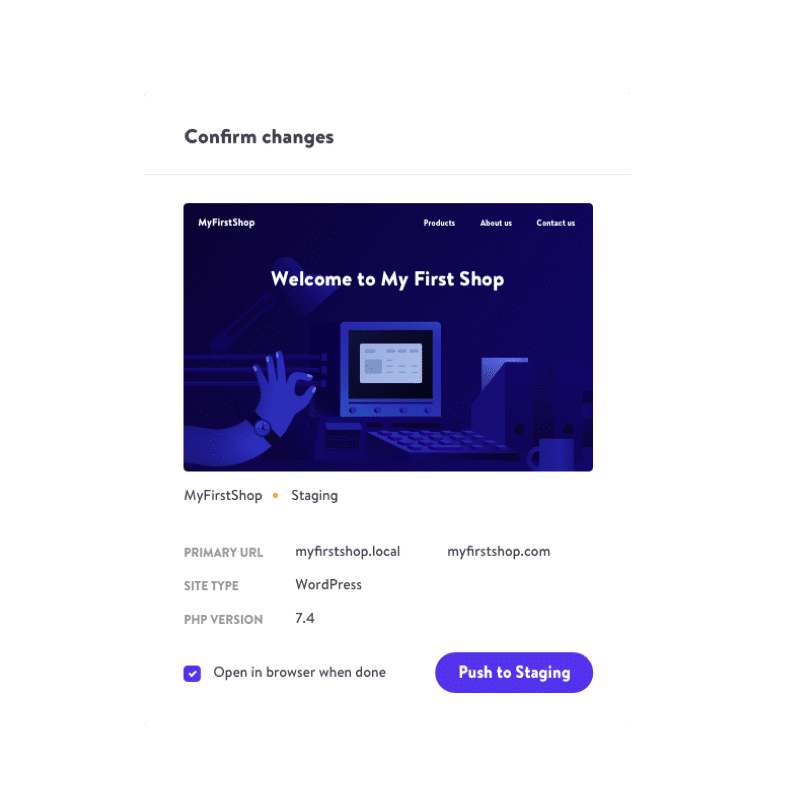 Confirm changes
MyFirstShop Products About us Contact us
Welcome to My First Shop
MyFirstShop Staging
PRIMARY URL myfirstshop.local myfirstshop.com
SITE TYPE WordPress
PHP VERSION 7.4
Open in browser when done Push to Staging